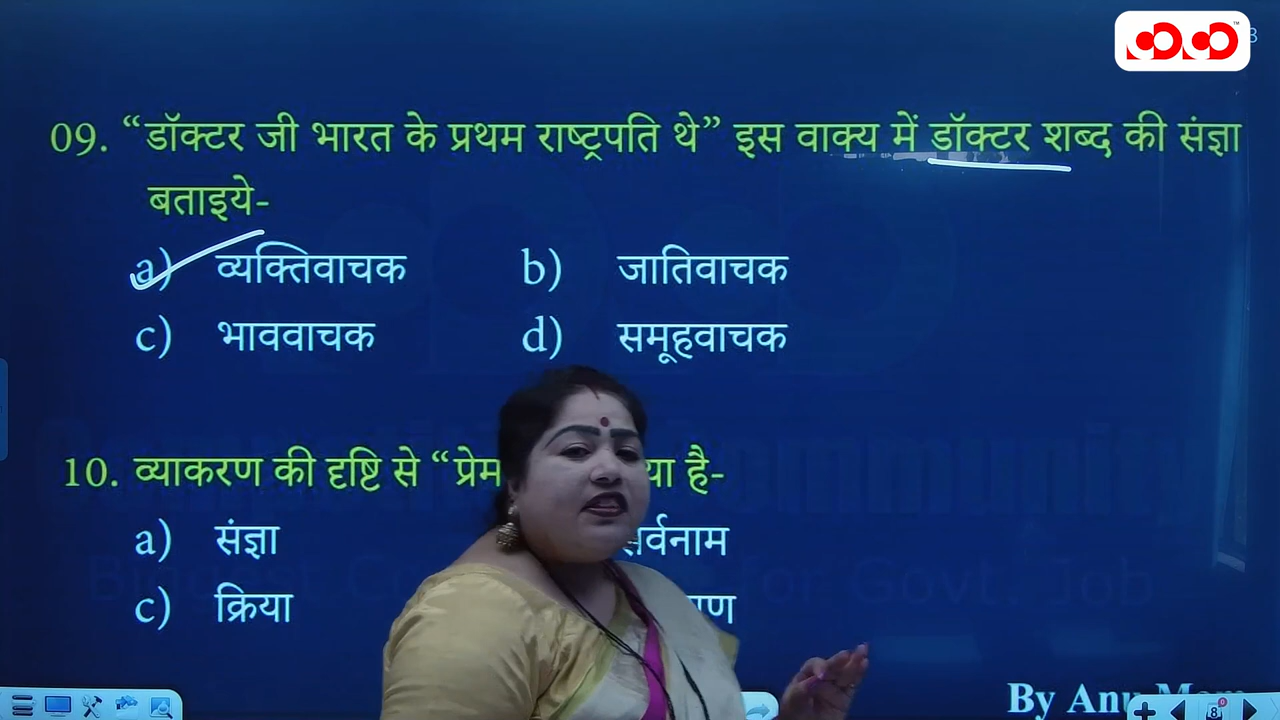 09. “डॉक्टर जी भारत के प्रथम राष्ट्रपति थे” इस वाक्य में डॉक्टर शब्द की संज्ञा
बताइये-
a) व्यक्तिवाचक b) जातिवाचक
c) भाववाचक d) समूहवाचक
10. व्याकरण की दृष्टि से “प्रेम है-
a) संज्ञा सर्वनाम
c) क्रिया
By Anu